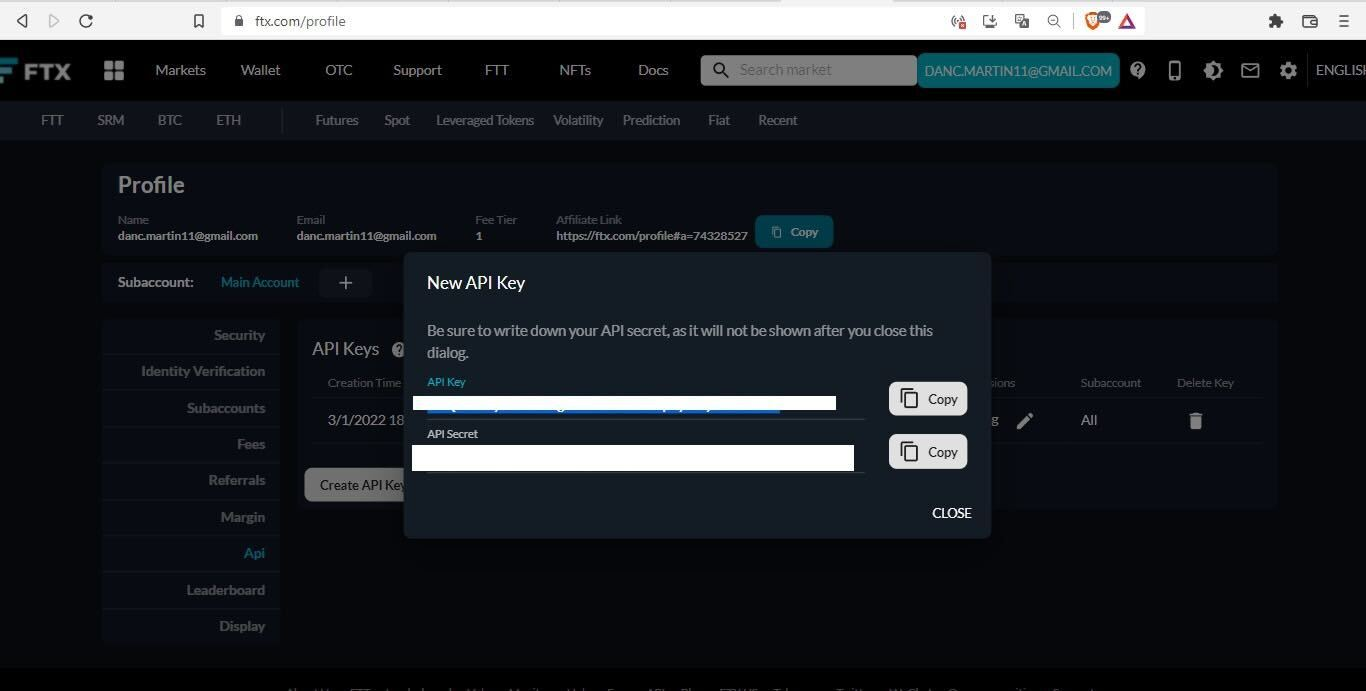 ftx.com/profile
99+
FTX Markets Wallet OTC Support FTT NFTs Docs Search market DANC.MARTIN11@GMAIL.COM ENGLISH
FTT SRM BTC ETH Futures Spot Leveraged Tokens Volatility Prediction Fiat Recent
Profile
Name Email Fee Tier Affiliate Link
danc.martin11@gmail.com danc.martin11@gmail.com 1 https://ftx.com/profile#a=74328527 Copy
Subaccount: Main Account +
New API Key
Be sure to write down your API secret, as it will not be shown after you close this
dialog.
API Key
Copy
API Secret
Copy
CLOSE
Security
Identity Verification
Subaccounts
Fees
Referrals
Margin
Api
Leaderboard
Display
API Keys ?
Creation Time Subaccount Delete Key
3/1/2022 18 All
Create API Key